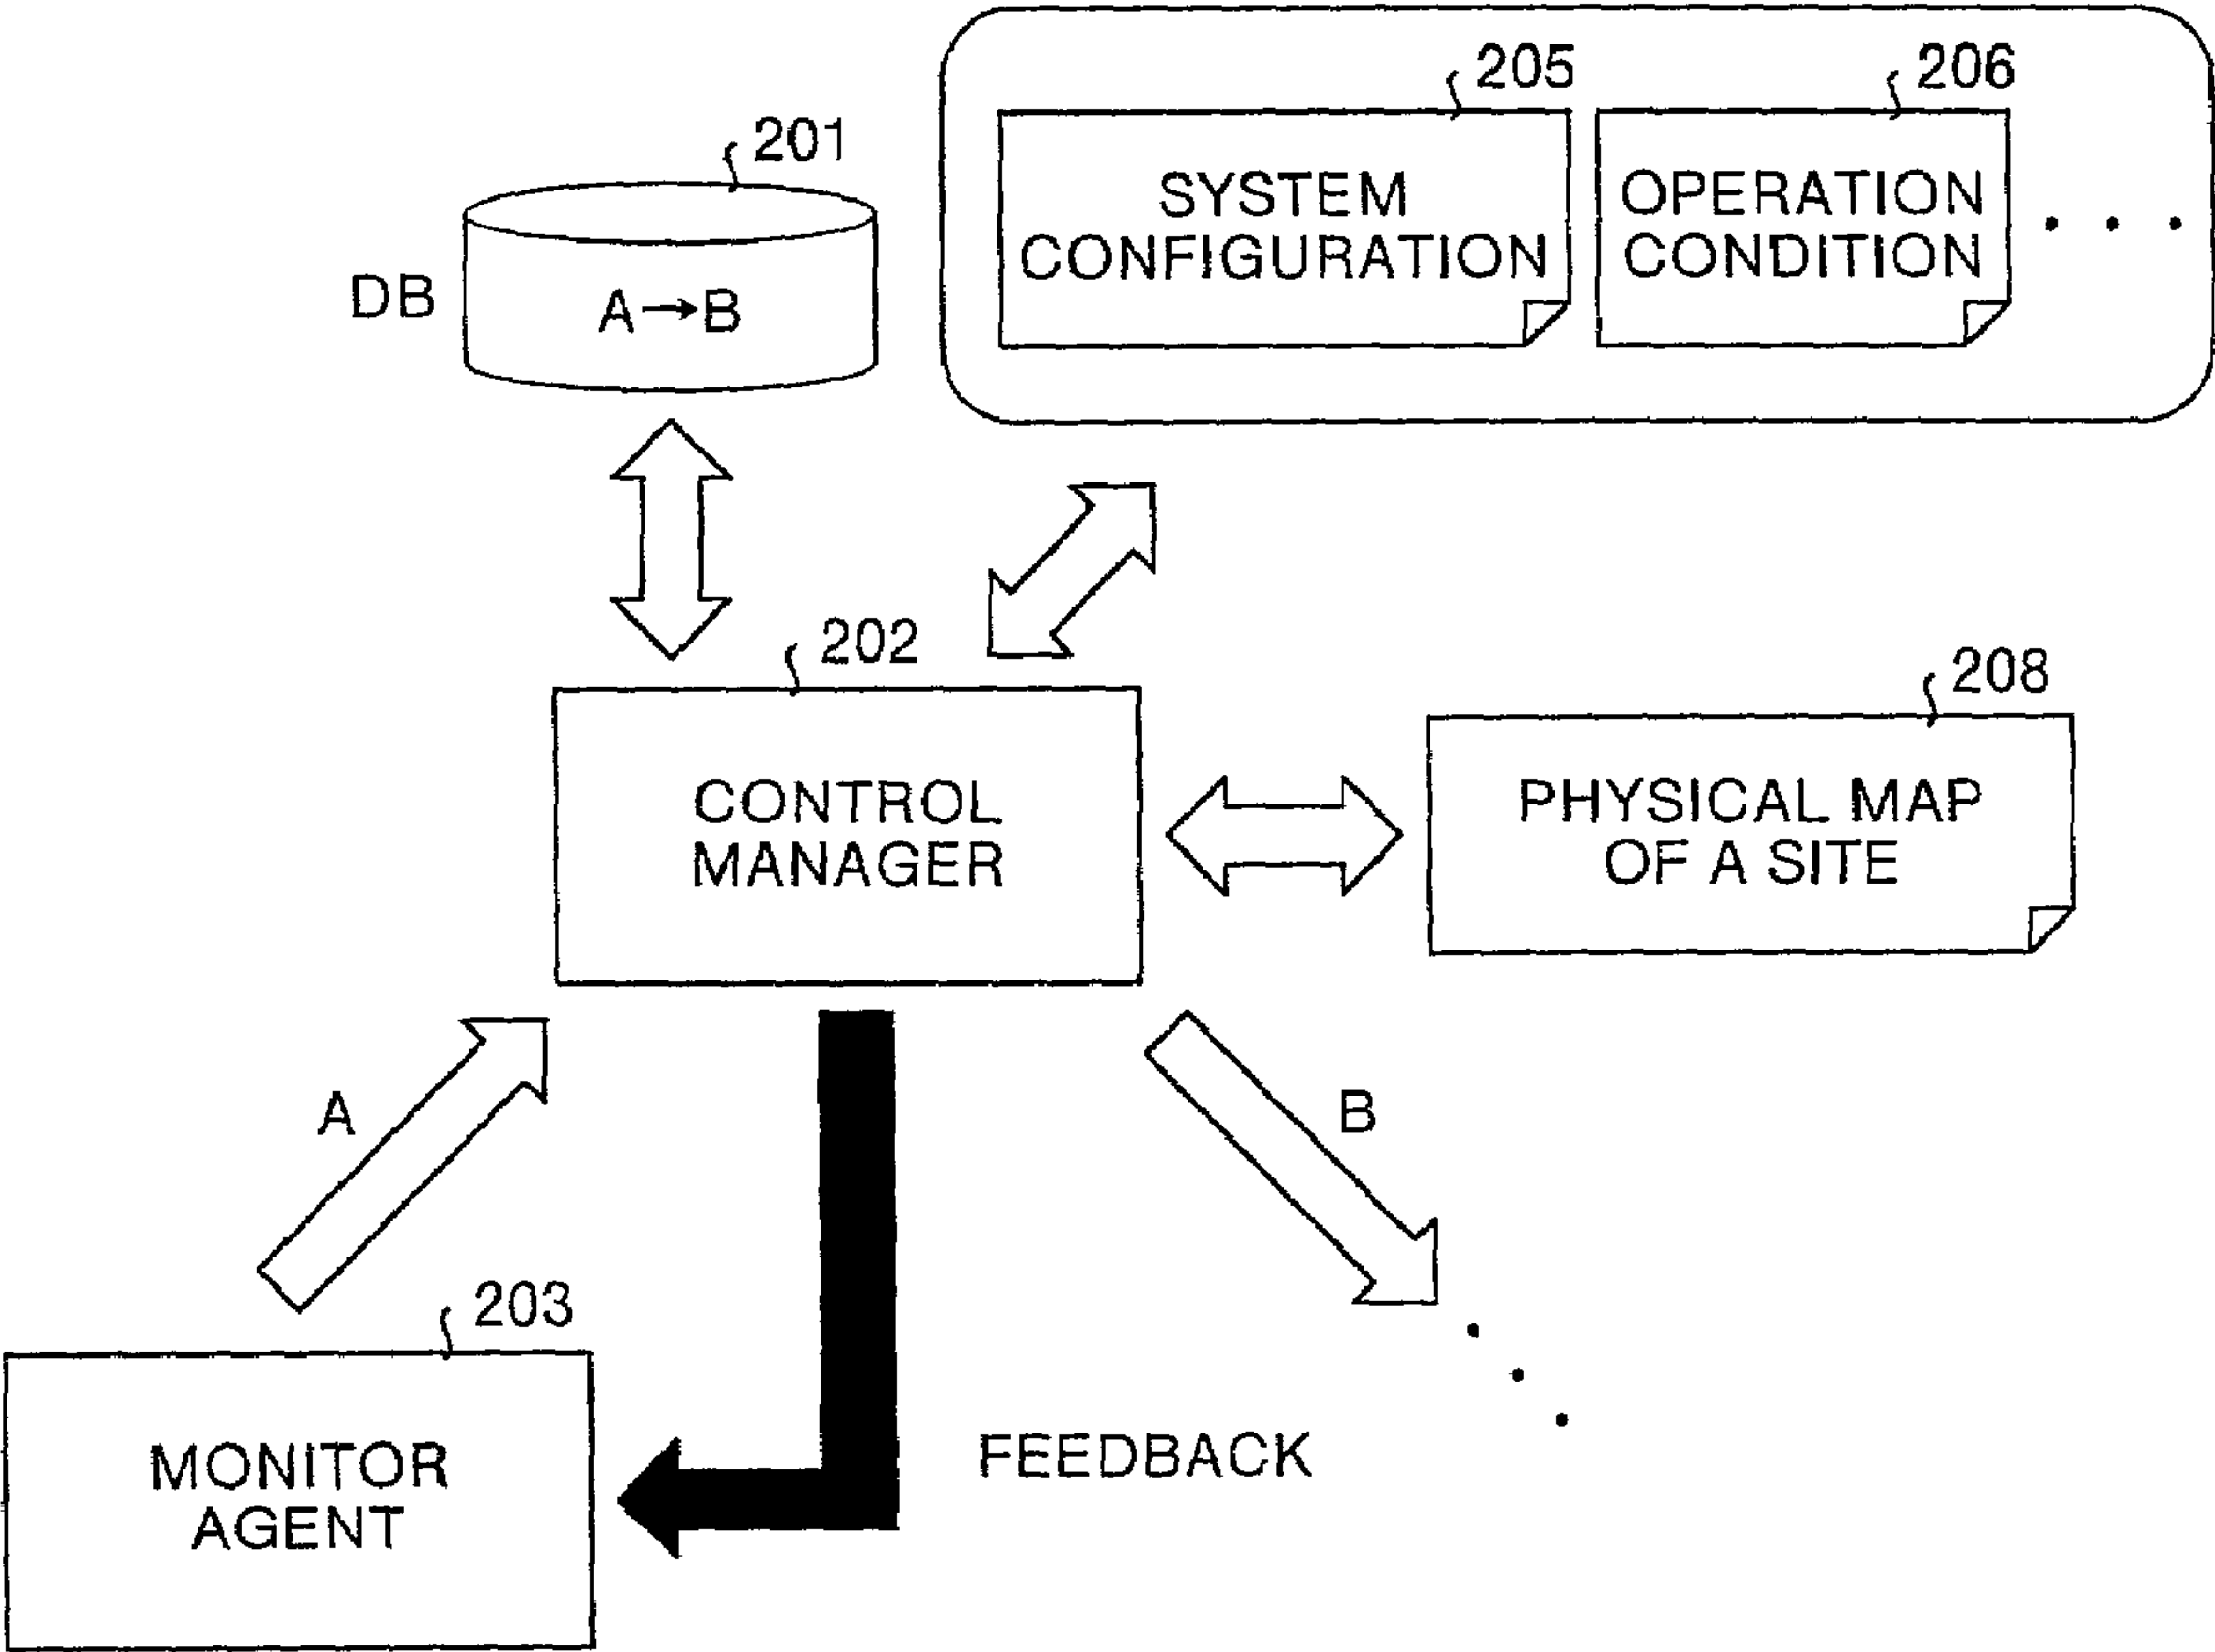 205
206
201
SYSTEM
CONFIGURATION
OPERATION
CONDITION
. . .
DB
A→B
202
208
CONTROL
MANAGER
PHYSICAL MAP
OF A SITE
A
B
203
MONITOR
AGENT
FEEDBACK